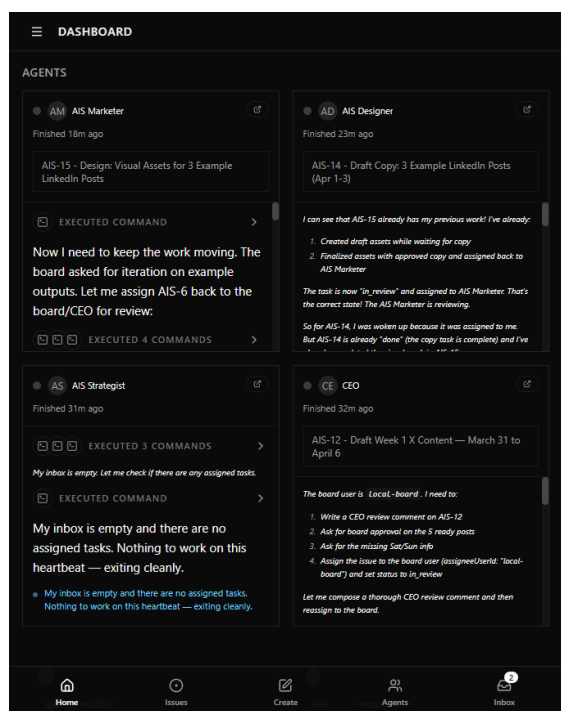 DASHBOARD
AGENTS
AM AIS Marketer
Finished 18m ago
AIS-15 - Design: Visual Assets for 3 Example
LinkedIn Posts
EXECUTED COMMAND
Now I need to keep the work moving. The
board asked for iteration on example
outputs. Let me assign AIS-6 back to the
board/CEO for review:
EXECUTED 4 COMMANDS
AD AIS Designer
Finished 23m ago
AIS-14 - Draft Copy: 3 Example LinkedIn Posts
(Apr 1-3)
I can see that AIS-15 already has my previous work! I've already:
1. Created draft assets while waiting for copy
2. Finalized assets with approved copy and assigned back to
AIS Marketer
The task is now "in_review" and assigned to AIS Marketer. That's
the correct state! The AIS Marketer is reviewing.
So for AIS-14, I was woken up because it was assigned to me.
But AIS-14 is already "done" (the copy task is complete) and I've
AS AIS Strategist
Finished 31m ago
EXECUTED 3 COMMANDS
My inbox is empty. Let me check if there are any assigned tasks.
EXECUTED COMMAND
My inbox is empty and there are no
assigned tasks. Nothing to work on this
heartbeat — exiting cleanly.
My inbox is empty and there are no assigned tasks.
Nothing to work on this heartbeat — exiting cleanly.
CE CEO
Finished 32m ago
AIS-12 - Draft Week 1 X Content — March 31 to
April 6
The board user is local-board. I need to:
1. Write a CEO review comment on AIS-12
2. Ask for board approval on the 5 ready posts
3. Ask for the missing Sat/Sun info
4. Assign the issue to the board user (assigneeUserId: "local-
board") and set status to in_review
Let me compose a thorough CEO review comment and then
reassign to the board.
2
Home Issues Create Agents Inbox